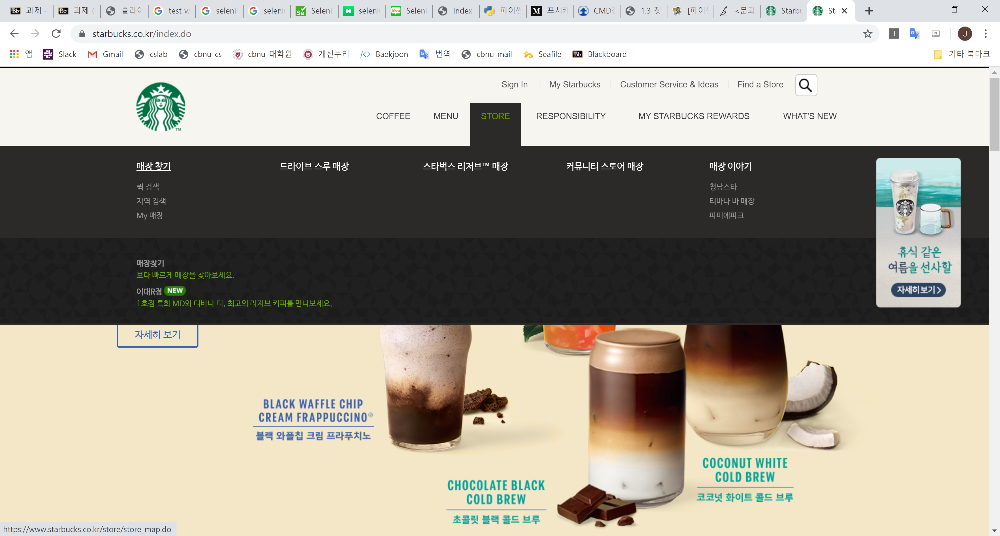 과제 -
과제 (
슬라이
test w
seleni
seleni
Seleni
seleni
Seleni
Index
파이썬
프시케
CMD창
1.3 첫
[파이썬
<문과
Starbu
St
starbucks.co.kr/index.do
앱
Slack
Gmail
cslab
cbnu_cs
cbnu_대학원
개신누리
Baekjoon
번역
cbnu_mail
Seafile
Blackboard
기타 북마크
Sign In
My Starbucks
Customer Service & Ideas
Find a Store
COFFEE
MENU
STORE
RESPONSIBILITY
MY STARBUCKS REWARDS
WHAT'S NEW
매장 찾기
드라이브 스루 매장
스타벅스 리저브™ 매장
커뮤니티 스토어 매장
매장 이야기
퀵 검색
지역 검색
My 매장
청담스타
티바나 바 매장
파미에파크
휴식 같은
여름을 선사할
자세히 보기 >
매장찾기
보다 빠르게 매장을 찾아보세요.
이대R점 NEW
1호점 특화 MD와 티바나 티, 최고의 리저브 커피를 만나보세요.
자세히 보기
BLACK WAFFLE CHIP
CREAM FRAPPUCCINO®
블랙 와플칩 크림 프라푸치노
CHOCOLATE BLACK
COLD BREW
초콜릿 블랙 콜드 브루
COCONUT WHITE
COLD BREW
코코넛 화이트 콜드 브루
https://www.starbucks.co.kr/store/store_map.do